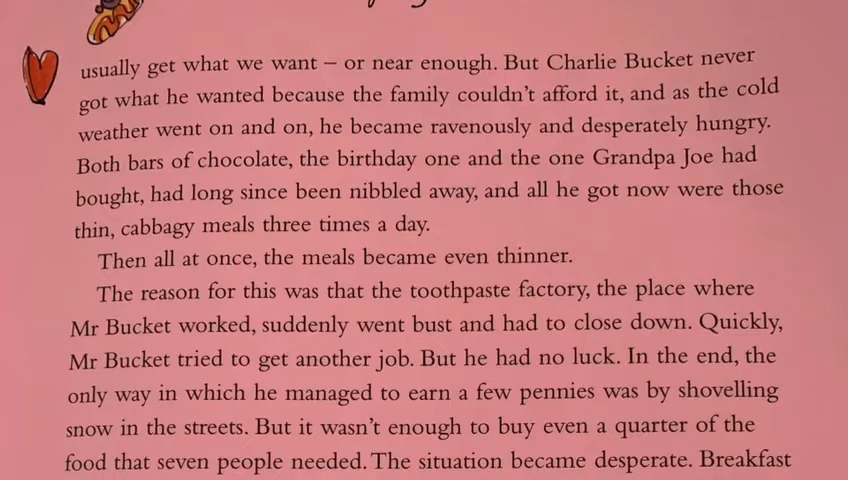 usually get what we want – or near enough. But Charlie Bucket never
got what he wanted because the family couldn't afford it, and as the cold
weather went on and on, he became ravenously and desperately hungry.
Both bars of chocolate, the birthday one and the one Grandpa Joe had
bought, had long since been nibbled away, and all he got now were those
thin, cabbagy meals three times a day.
Then all at once, the meals became even thinner.
The reason for this was that the toothpaste factory, the place where
Mr Bucket worked, suddenly went bust and had to close down. Quickly,
Mr Bucket tried to get another job. But he had no luck. In the end, the
only way in which he managed to earn a few pennies was by shovelling
snow in the streets. But it wasn't enough to buy even a quarter of the
food that seven people needed. The situation became desperate. Breakfast